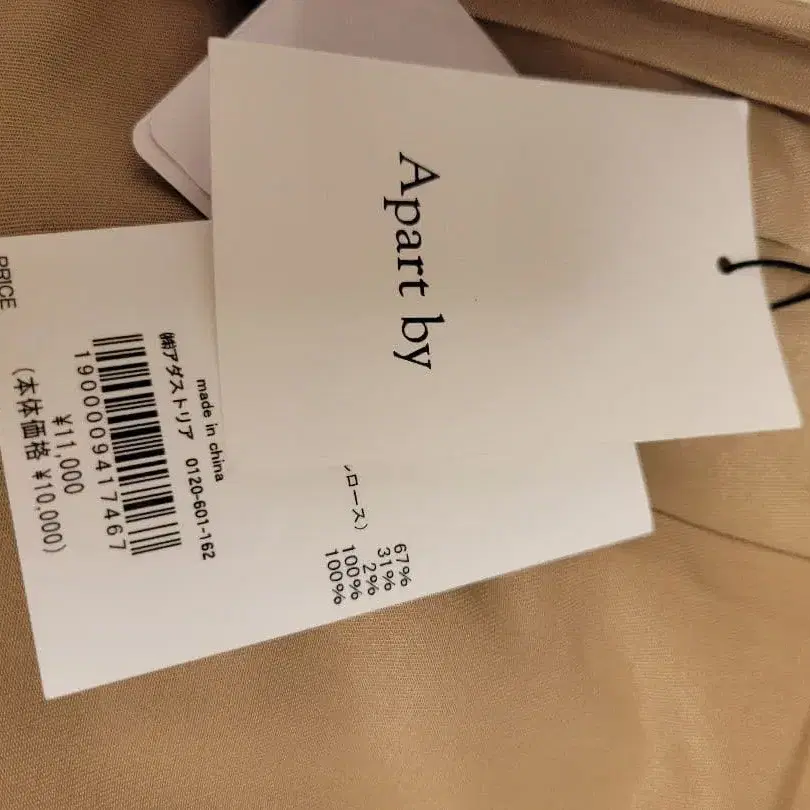 Apart by
67%
31%
2%
ロース) 100%
100%
made in china
㈱アダストリア 0120-601-162
1900009417467
¥11,000
(本体価格 ¥10,000)
PRICE